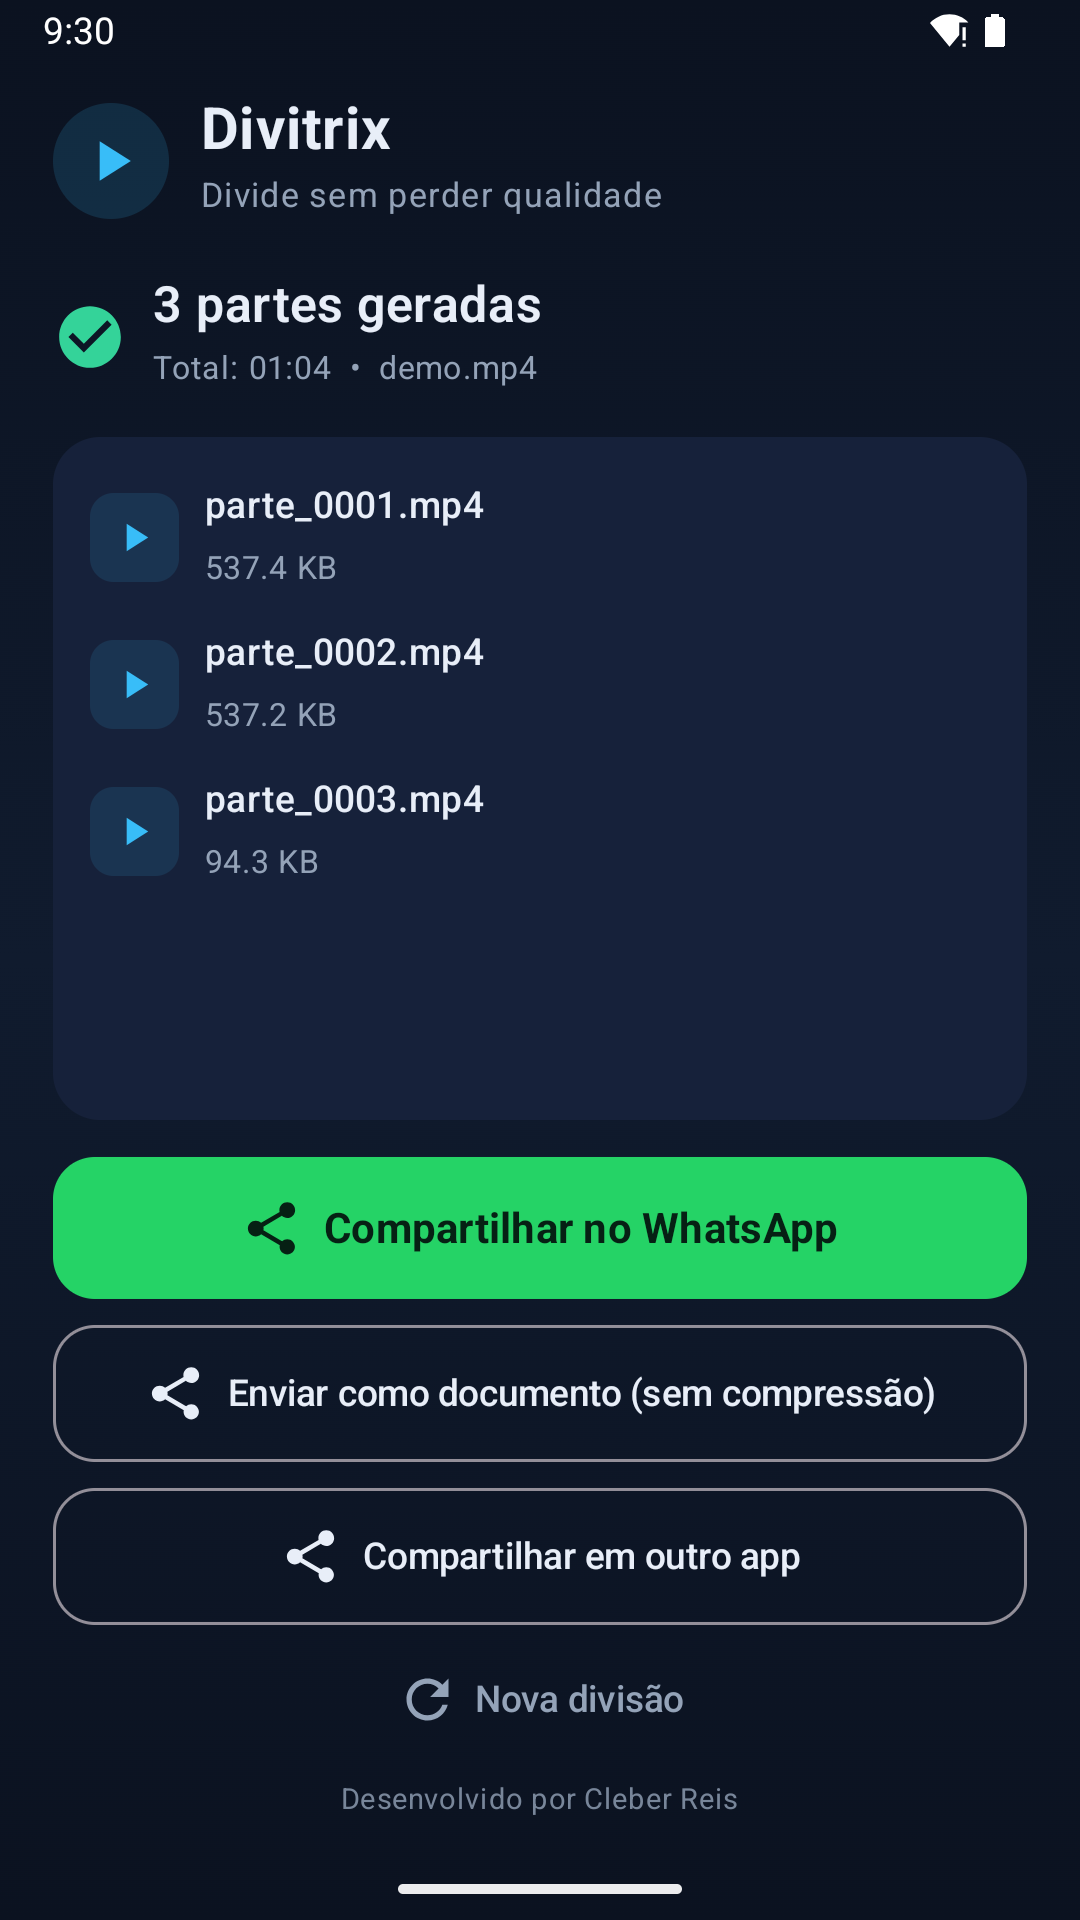 9:30
Divitrix
Divide sem perder qualidade
3 partes geradas
Total: 01:04 • demo.mp4
parte_0001.mp4
537.4 KB
parte_0002.mp4
537.2 KB
parte_0003.mp4
94.3 KB
Compartilhar no WhatsApp
Enviar como documento (sem compressão)
Compartilhar em outro app
Nova divisão
Desenvolvido por Cleber Reis